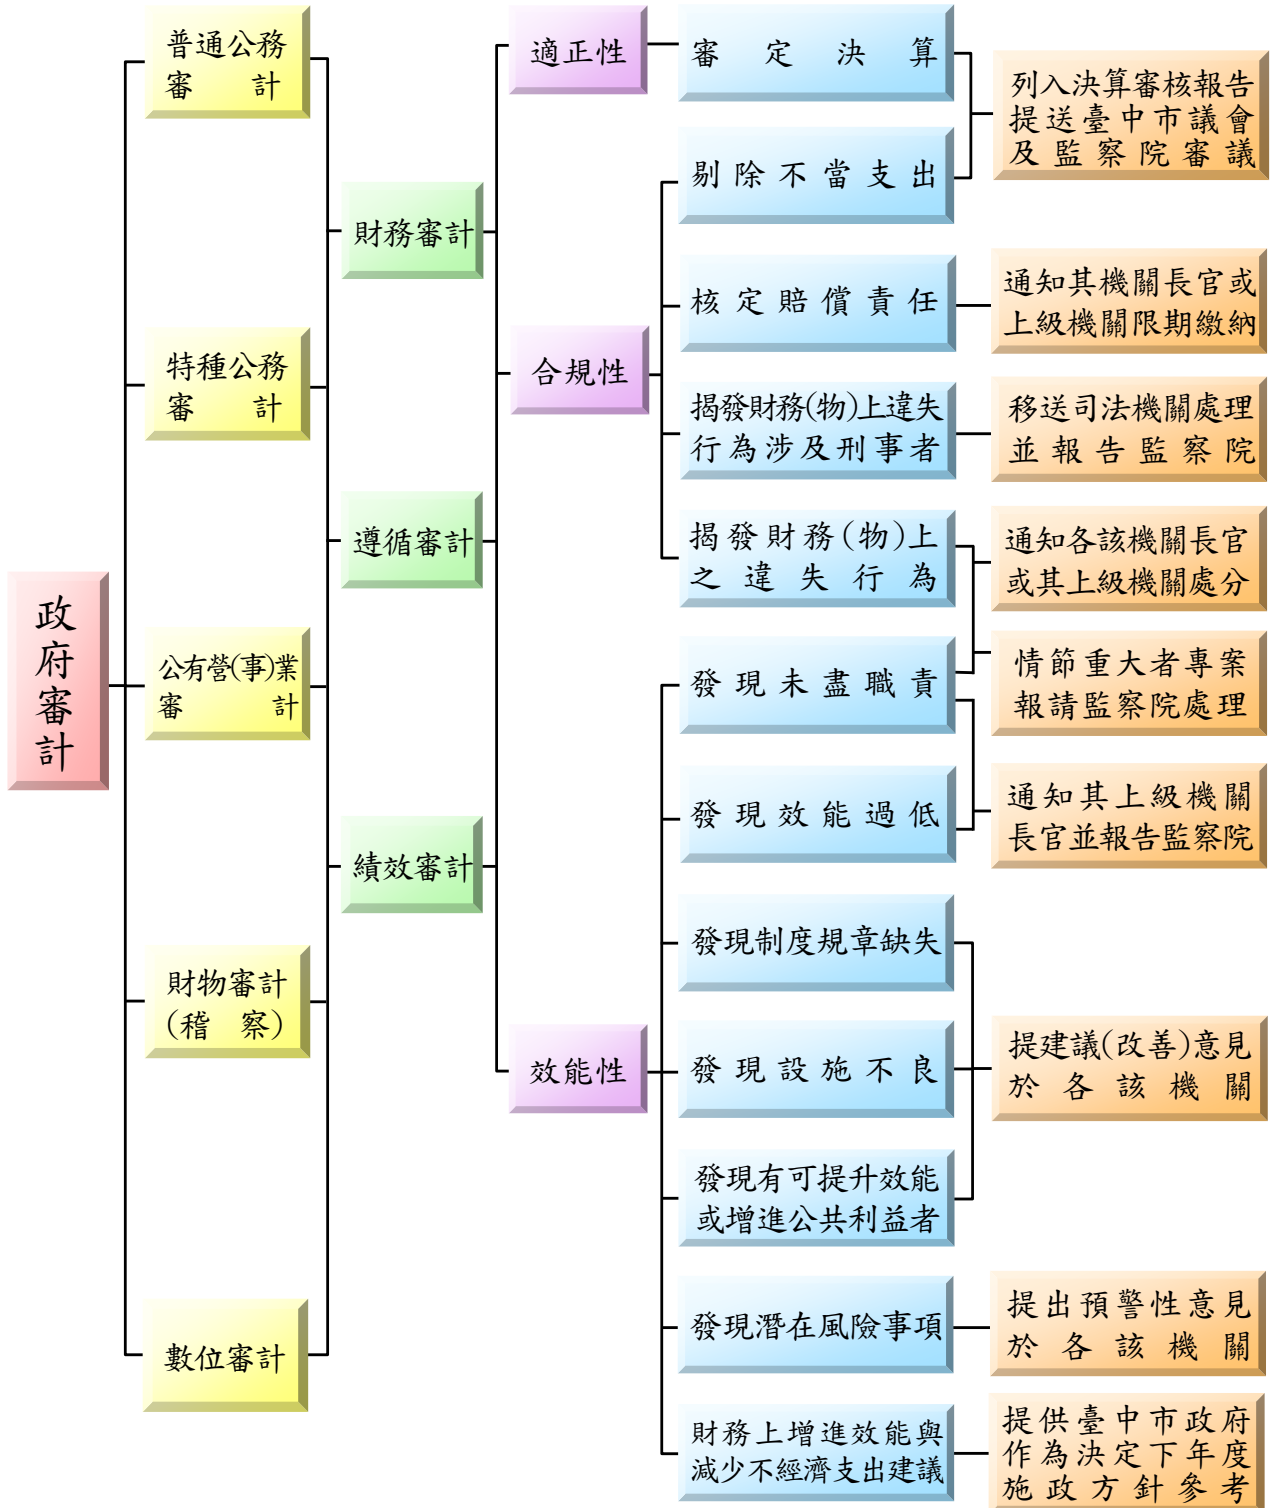 政府審計
普通公務
審計
特種公務
審計
公有營(事)業
審計
財物審計
(稽察)
數位審計
財務審計
遵循審計
績效審計
適正性
合規性
效能性
審定決算
剔除不當支出
核定賠償責任
揭發財務(物)上違失
行為涉及刑事者
揭發財務(物)上
之違失行為
發現未盡職責
發現效能過低
發現制度規章缺失
發現設施不良
發現有可提升效能
或增進公共利益者
發現潛在風險事項
財務上增進效能與
減少不經濟支出建議
列入決算審核報告
提送臺中市議會
及監察院審議
通知其機關長官或
上級機關限期繳納
移送司法機關處理
並報告監察院
通知各該機關長官
或其上級機關處分
情節重大者專案
報請監察院處理
通知其上級機關
長官並報告監察院
提建議(改善)意見
於各該機關
提出預警性意見
於各該機關
提供臺中市政府
作為決定下年度
施政方針參考